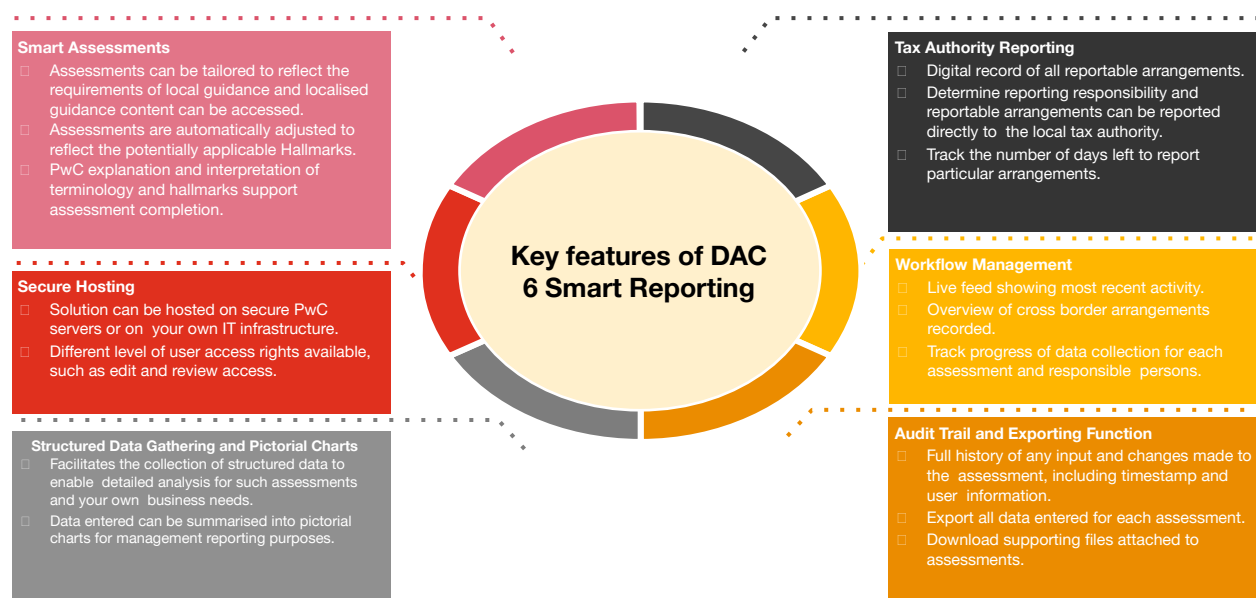 Smart Assessments
Assessments can be tailored to reflect the
requirements of local guidance and localised
guidance content can be accessed.
Assessments are automatically adjusted to
reflect the potentially applicable Hallmarks.
PwC explanation and interpretation of
terminology and hallmarks support
assessment completion.
Secure Hosting
Solution can be hosted on secure PwC
servers or on your own IT infrastructure.
Different level of user access rights available,
such as edit and review access.
Structured Data Gathering and Pictorial Charts
Facilitates the collection of structured data to
enable detailed analysis for such assessments
and your own business needs.
Data entered can be summarised into pictorial
charts for management reporting purposes.
Key features of DAC
6 Smart Reporting
Tax Authority Reporting
Digital record of all reportable arrangements.
Determine reporting responsibility and
reportable arrangements can be reported
directly to the local tax authority.
Track the number of days left to report
particular arrangements.
Workflow Management
Live feed showing most recent activity.
Overview of cross border arrangements
recorded.
Track progress of data collection for each
assessment and responsible persons.
Audit Trail and Exporting Function
Full history of any input and changes made to
the assessment, including timestamp and
user information.
Export all data entered for each assessment.
Download supporting files attached to
assessments.